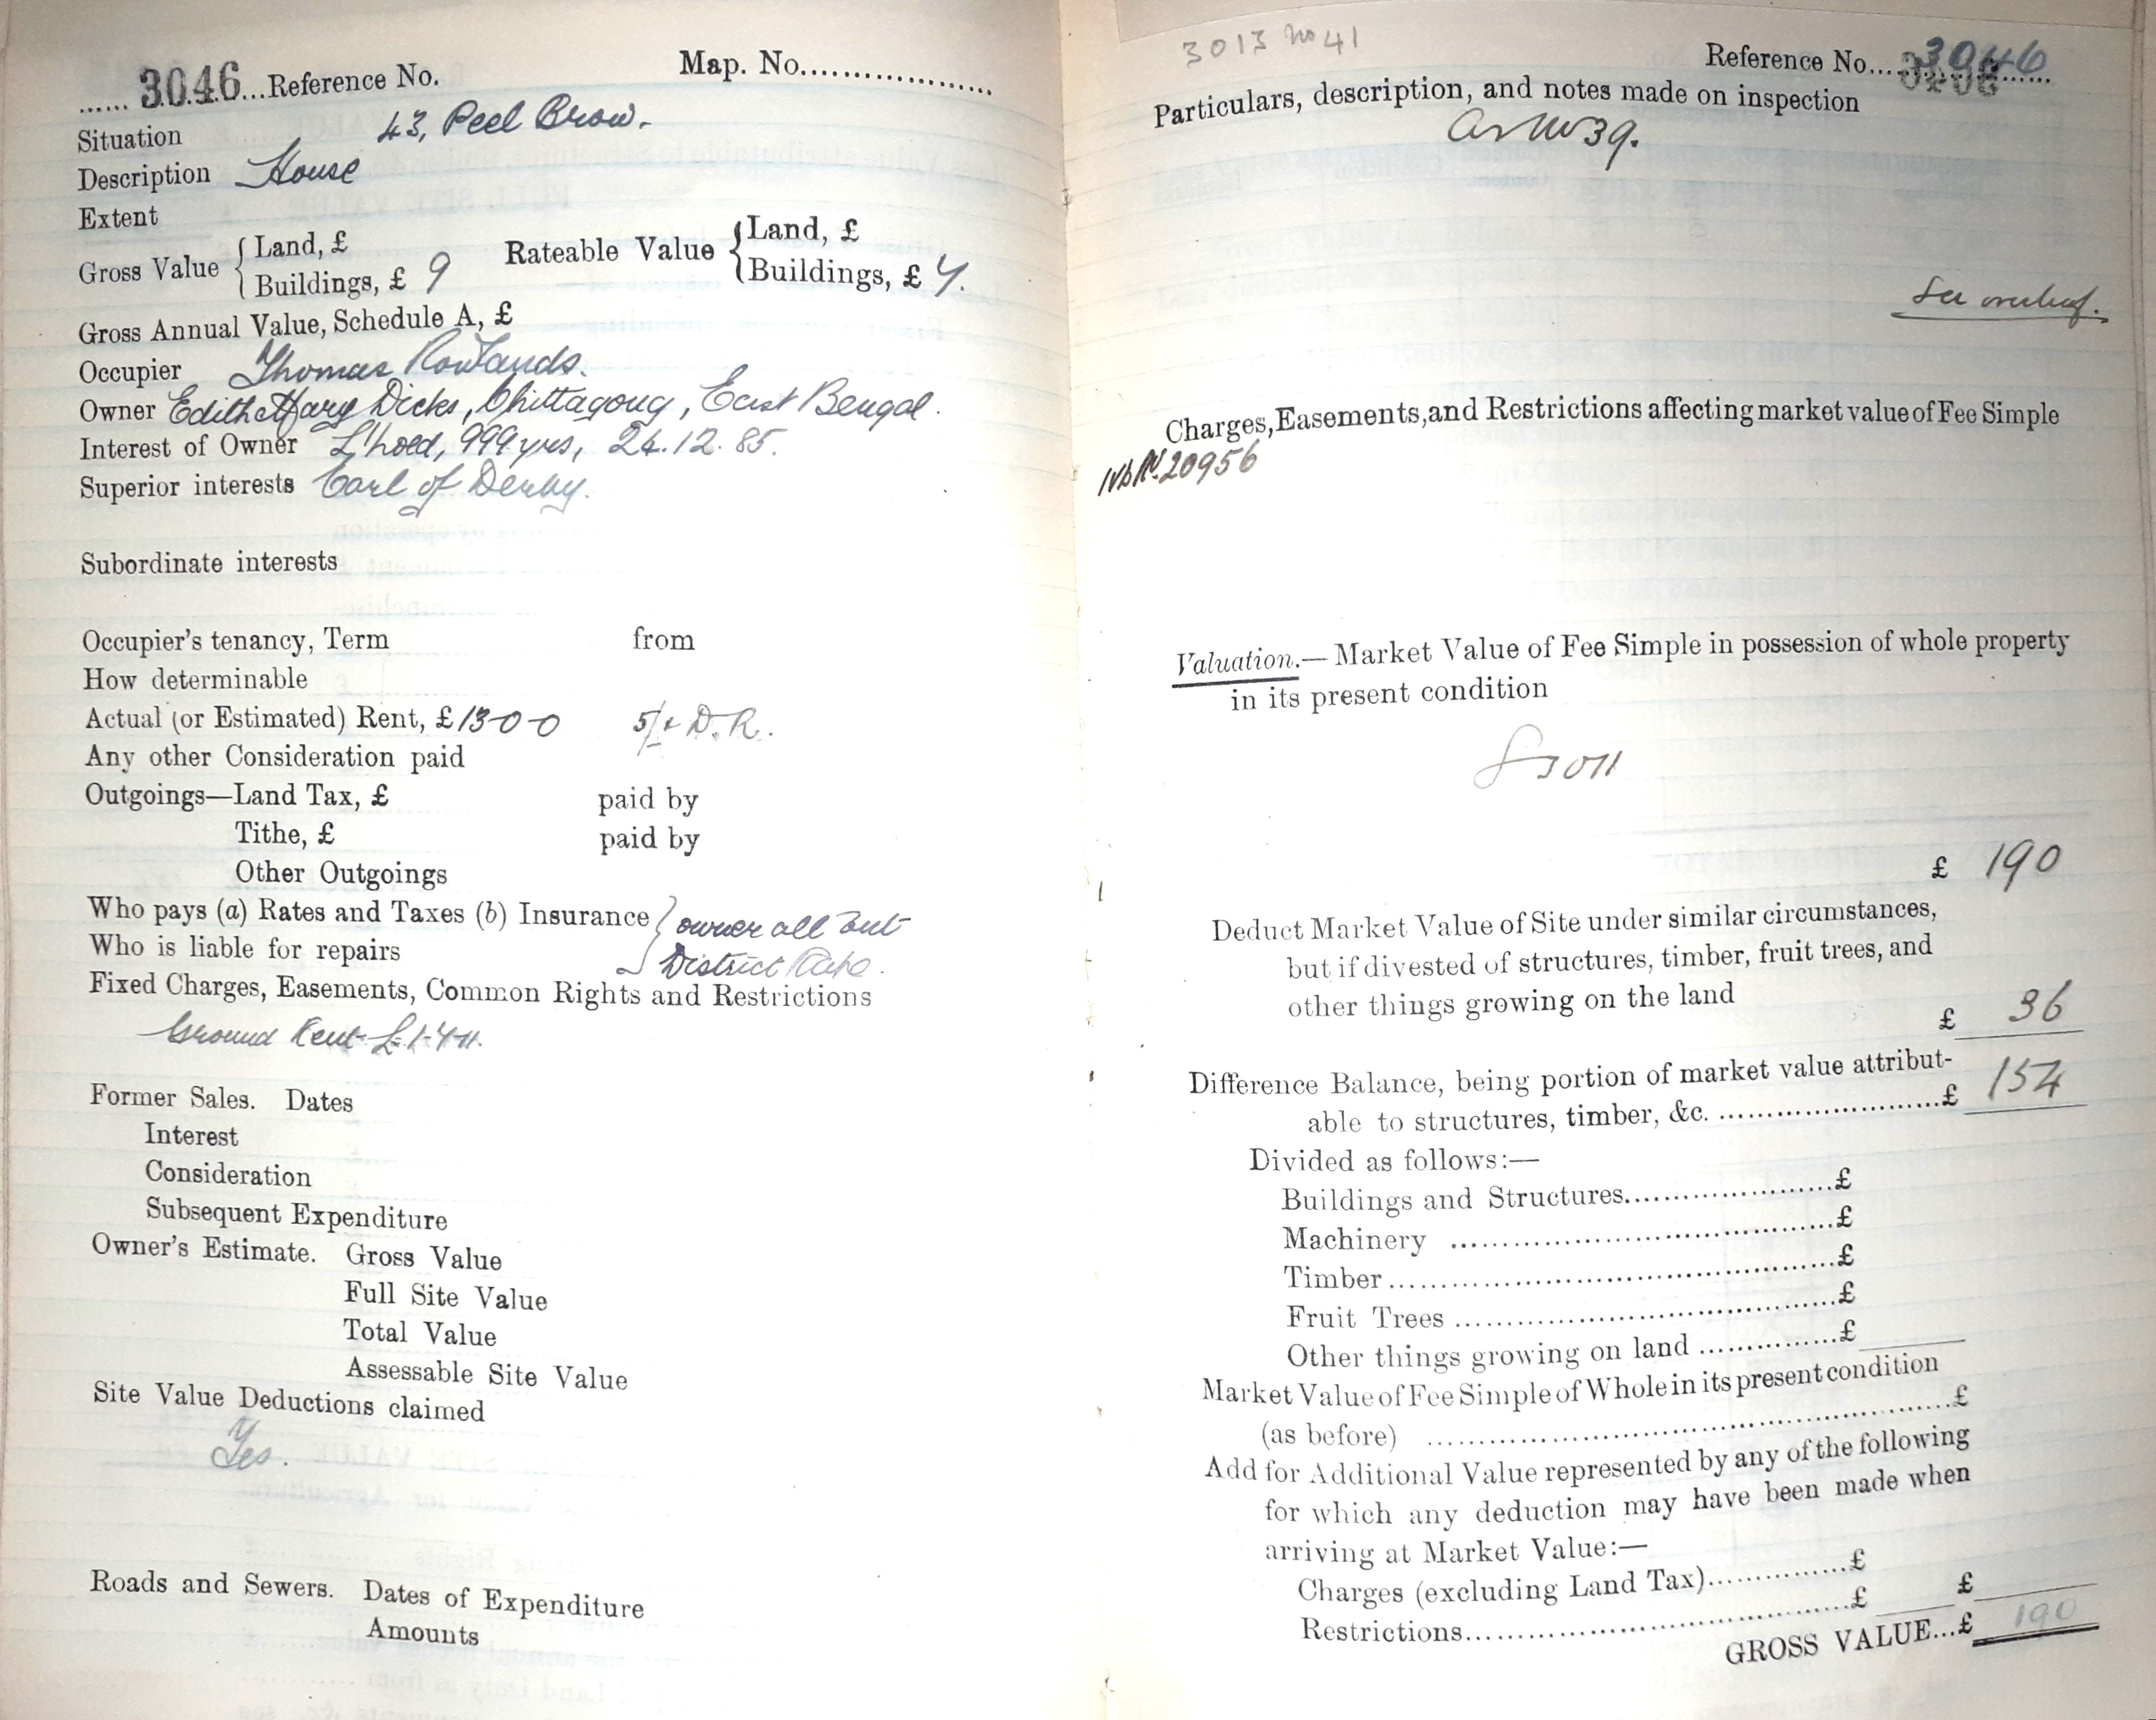 3046 Reference No. Map. No.
Situation 43, Peel Brow.
Description House
Extent
Gross Value { Land, £ Rateable Value { Land, £
Buildings, £ 9 Buildings, £ 7.
Gross Annual Value, Schedule A, £
Occupier Thomas Rowlands.
Owner Edith Mary Dicks, Chittagong, East Bengal.
Interest of Owner L'hold, 999 yrs, 24.12.85.
Superior interests Earl of Derby.
Subordinate interests
Occupier's tenancy, Term from
How determinable
Actual (or Estimated) Rent, £ 13-0-0 5/- + D.R.
Any other Consideration paid
Outgoings—Land Tax, £ paid by
Tithe, £ paid by
Other Outgoings
Who pays (a) Rates and Taxes (b) Insurance } owner all but
Who is liable for repairs District Rate.
Fixed Charges, Easements, Common Rights and Restrictions
Ground Rent £1-4-11.
Former Sales. Dates
Interest
Consideration
Subsequent Expenditure
Owner's Estimate. Gross Value
Full Site Value
Total Value
Assessable Site Value
Site Value Deductions claimed
Yes.
Roads and Sewers. Dates of Expenditure
Amounts
3013 no 41
Reference No. 3046
Particulars, description, and notes made on inspection
as No 39.
See overleaf.
Charges, Easements, and Restrictions affecting market value of Fee Simple
20956
Valuation.— Market Value of Fee Simple in possession of whole property
in its present condition
£ 190
Deduct Market Value of Site under similar circumstances,
but if divested of structures, timber, fruit trees, and
other things growing on the land
£ 36
Difference Balance, being portion of market value attribut-
able to structures, timber, &c. £ 154
Divided as follows:—
Buildings and Structures £
Machinery £
Timber £
Fruit Trees £
Other things growing on land £
Market Value of Fee Simple of Whole in its present condition
(as before) £
Add for Additional Value represented by any of the following
for which any deduction may have been made when
arriving at Market Value:—
Charges (excluding Land Tax) £
Restrictions £ £
GROSS VALUE...£ 190